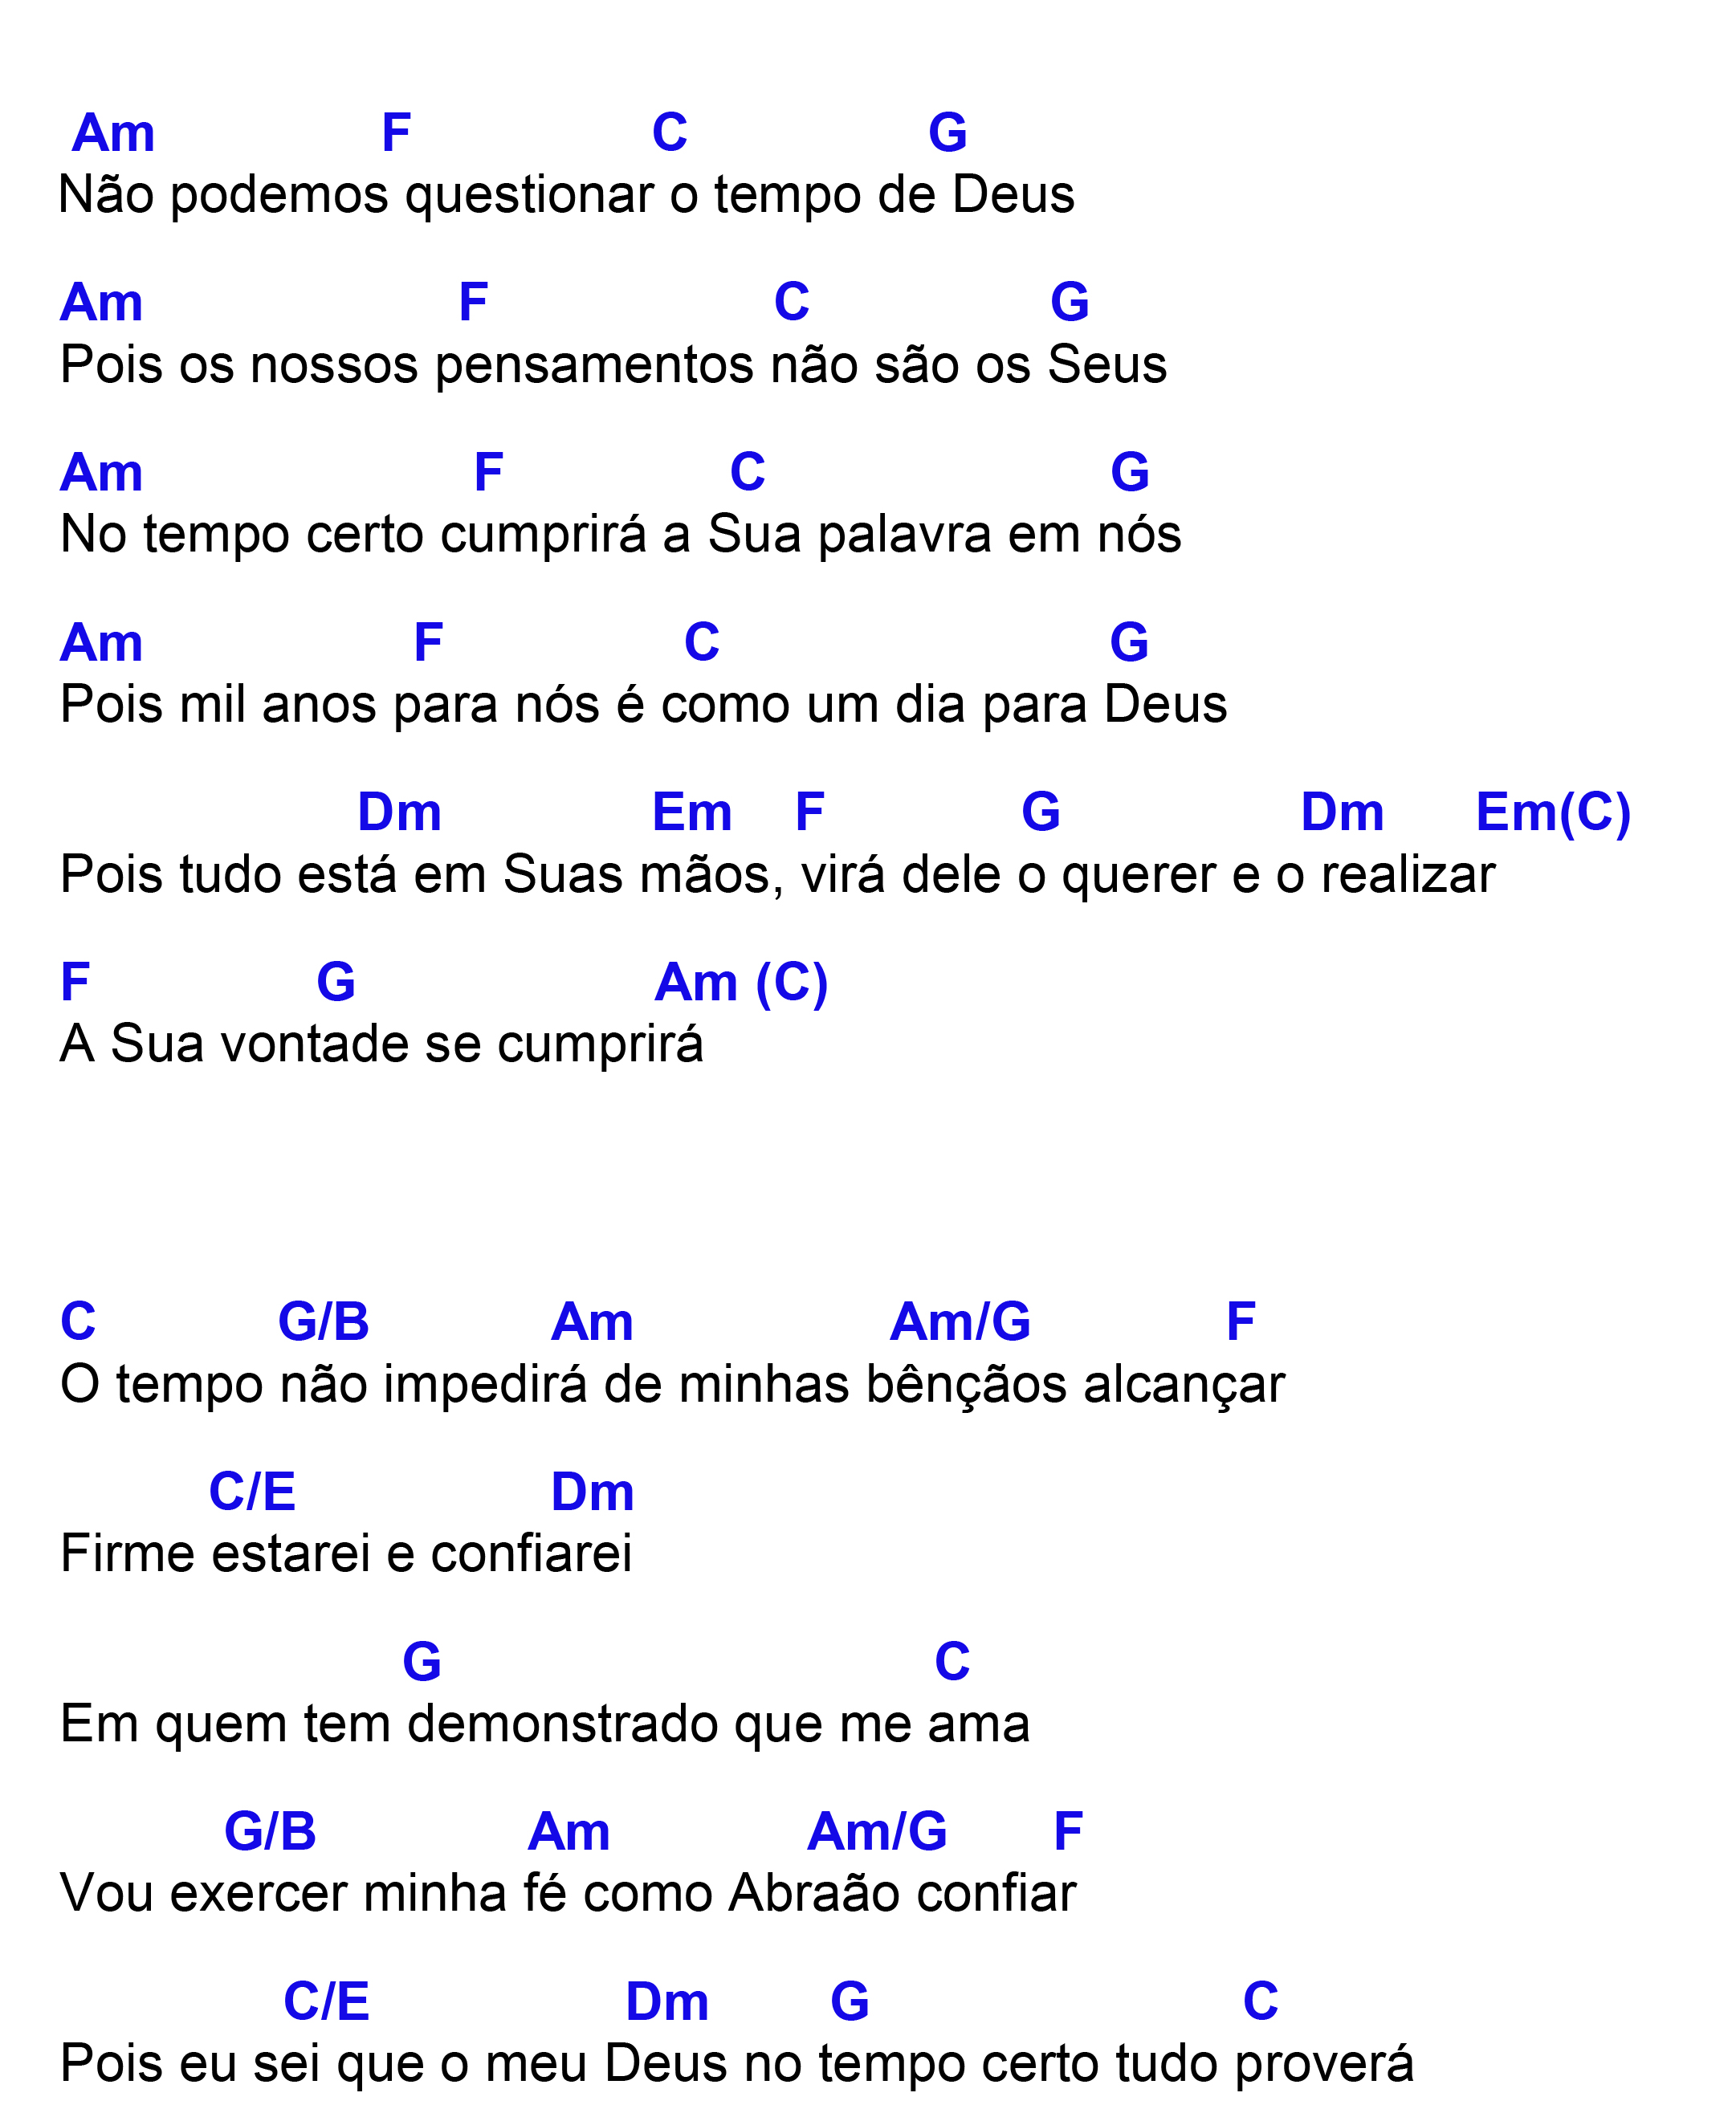 Am F C G
Não podemos questionar o tempo de Deus
Am F C G
Pois os nossos pensamentos não são os Seus
Am F C G
No tempo certo cumprirá a Sua palavra em nós
Am F C G
Pois mil anos para nós é como um dia para Deus
Dm Em F G Dm Em(C)
Pois tudo está em Suas mãos, virá dele o querer e o realizar
F G Am (C)
A Sua vontade se cumprirá
C G/B Am Am/G F
O tempo não impedirá de minhas bênçãos alcançar
C/E Dm
Firme estarei e confiarei
G C
Em quem tem demonstrado que me ama
G/B Am Am/G F
Vou exercer minha fé como Abraão confiar
C/E Dm G C
Pois eu sei que o meu Deus no tempo certo tudo proverá